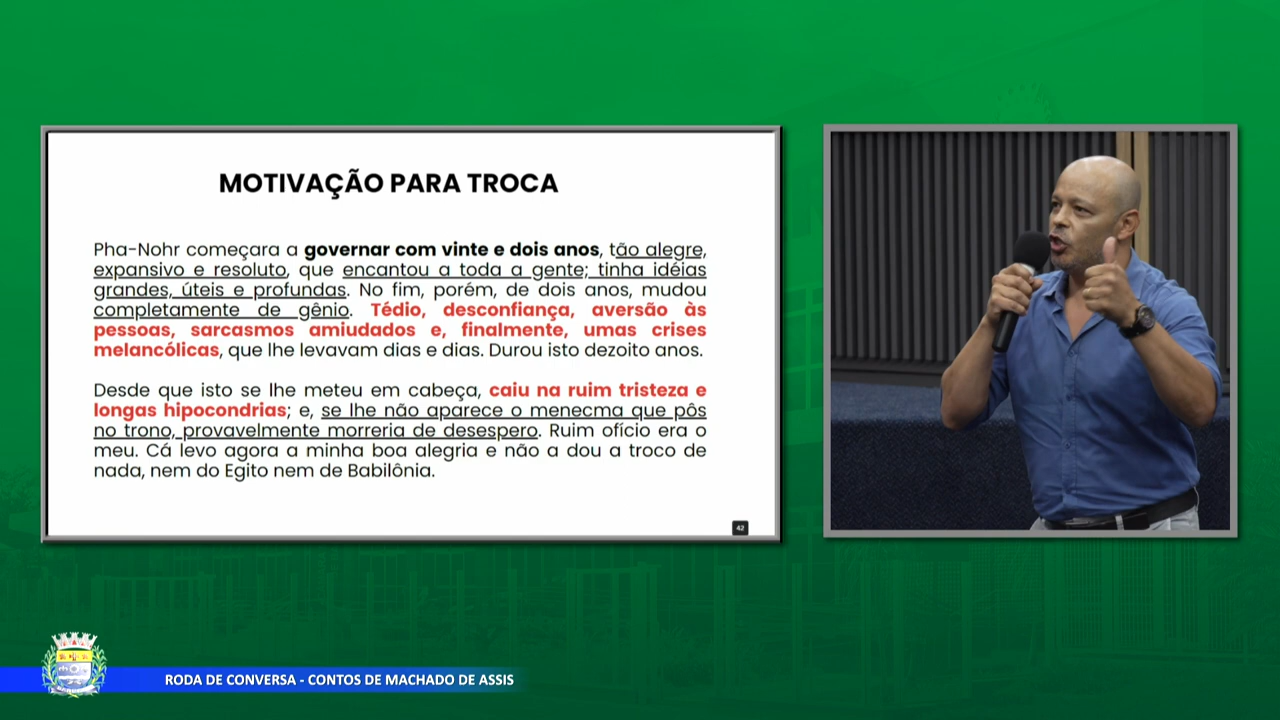 MOTIVAÇÃO PARA TROCA
Pha-Nohr começara a governar com vinte e dois anos, tão alegre,
expansivo e resoluto, que encantou a toda a gente; tinha idéias
grandes, úteis e profundas. No fim, porém, de dois anos, mudou
completamente de gênio. Tédio, desconfiança, aversão às
pessoas, sarcasmos amiudados e, finalmente, umas crises
melancólicas, que lhe levavam dias e dias. Durou isto dezoito anos.
Desde que isto se lhe meteu em cabeça, caiu na ruim tristeza e
longas hipocondrias; e, se lhe não aparece o menecma que pôs
no trono, provavelmente morreria de desespero. Ruim ofício era o
meu. Cá levo agora a minha boa alegria e não a dou a troco de
nada, nem do Egito nem de Babilônia.
42
RODA DE CONVERSA - CONTOS DE MACHADO DE ASSIS